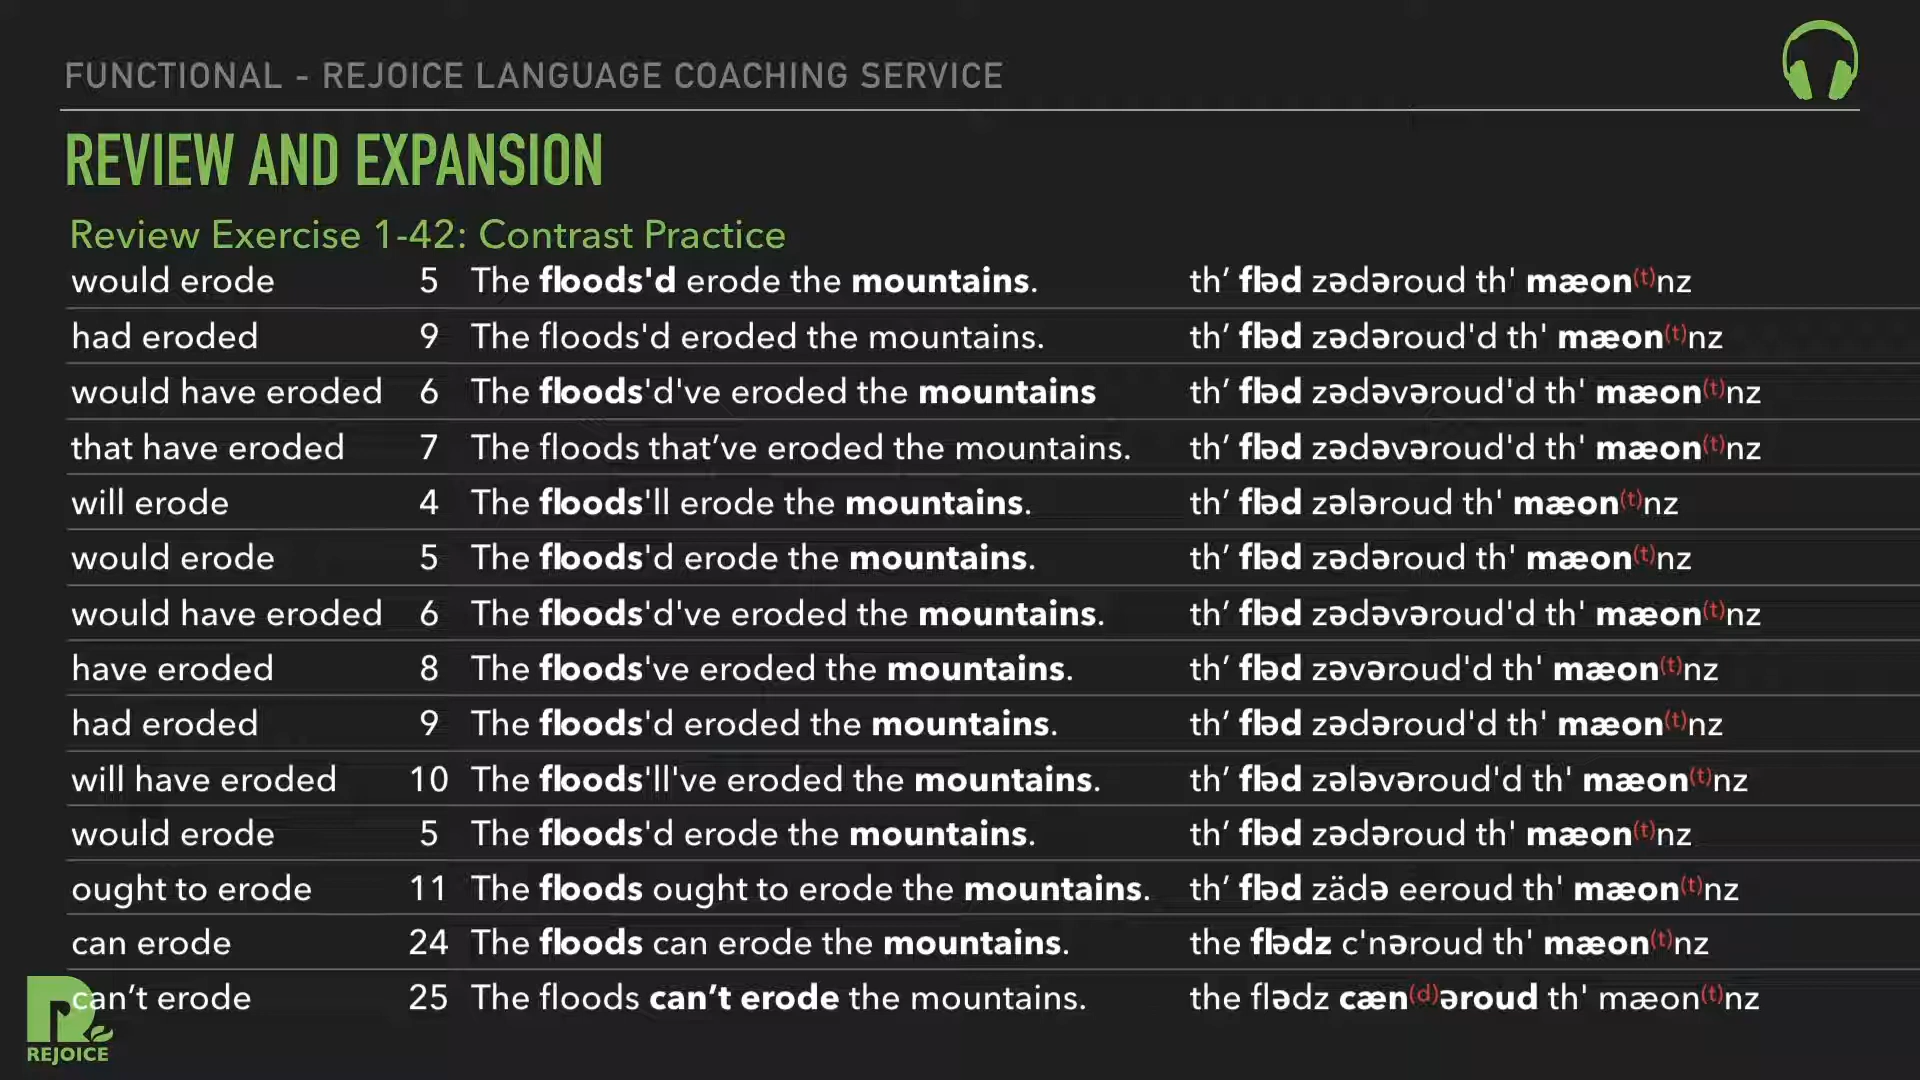 FUNCTIONAL - REJOICE LANGUAGE COACHING SERVICE
REVIEW AND EXPANSION
Review Exercise 1-42: Contrast Practice
would erode 5 The floods'd erode the mountains. th’ fləd zədəroud th' mæon(t)nz
had eroded 9 The floods'd eroded the mountains. th’ fləd zədəroud'd th' mæon(t)nz
would have eroded 6 The floods'd've eroded the mountains th’ fləd zədəvəroud'd th' mæon(t)nz
that have eroded 7 The floods that’ve eroded the mountains. th’ fləd zədəvəroud'd th' mæon(t)nz
will erode 4 The floods'll erode the mountains. th’ fləd zələroud th' mæon(t)nz
would erode 5 The floods'd erode the mountains. th’ fləd zədəroud th' mæon(t)nz
would have eroded 6 The floods'd've eroded the mountains. th’ fləd zədəvəroud'd th' mæon(t)nz
have eroded 8 The floods've eroded the mountains. th’ fləd zəvəroud'd th' mæon(t)nz
had eroded 9 The floods'd eroded the mountains. th’ fləd zədəroud'd th' mæon(t)nz
will have eroded 10 The floods'll've eroded the mountains. th’ fləd zələvəroud'd th' mæon(t)nz
would erode 5 The floods'd erode the mountains. th’ fləd zədəroud th' mæon(t)nz
ought to erode 11 The floods ought to erode the mountains. th’ fləd zädə eeroud th' mæon(t)nz
can erode 24 The floods can erode the mountains. the flədz c'nəroud th' mæon(t)nz
can’t erode 25 The floods can’t erode the mountains. the flədz cæn(d)əroud th' mæon(t)nz
REJOICE